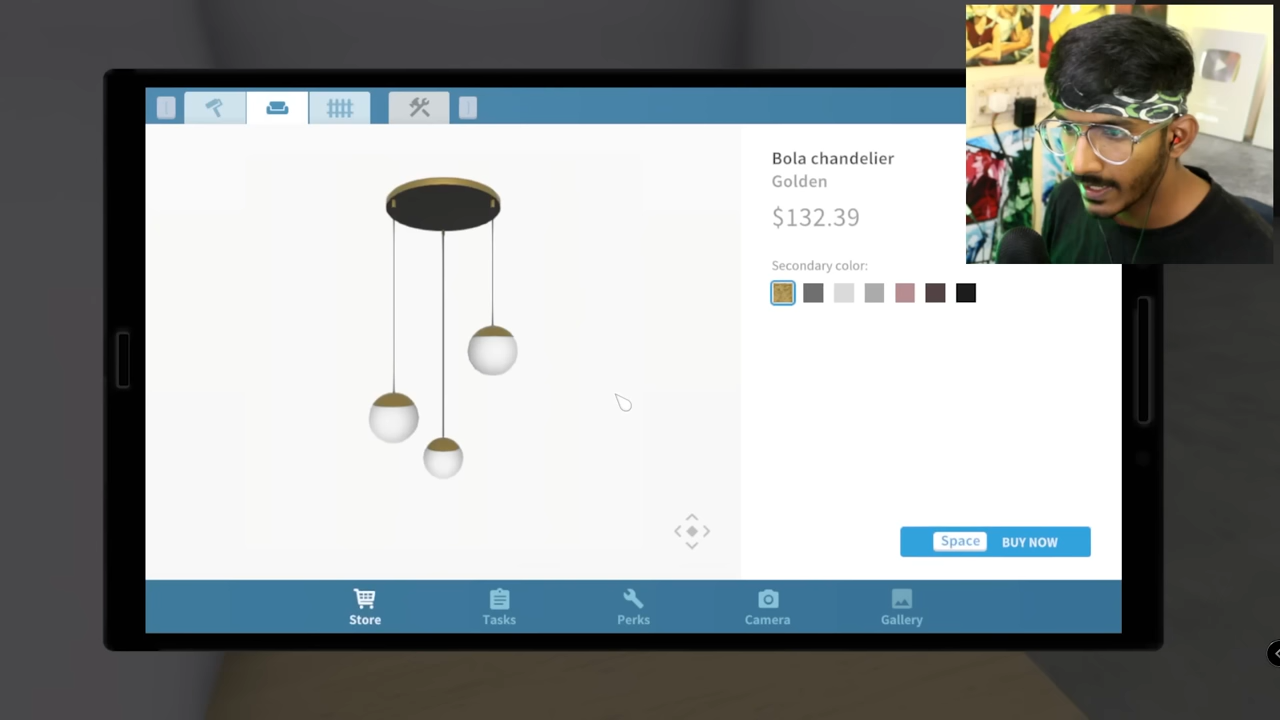 Bola chandelier
Golden
$132.39
Secondary color:
Space BUY NOW
Store Tasks Perks Camera Gallery